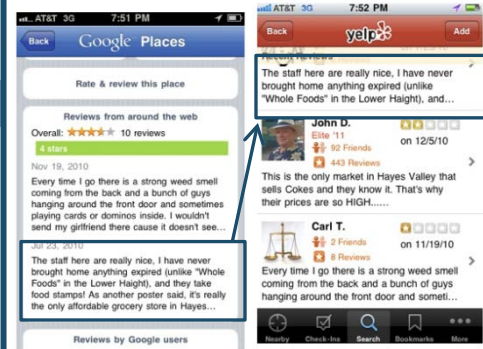 AT&T 3G 7:51 PM
Back Google Places
Rate & review this place
Reviews from around the web
Overall: 10 reviews
4 stars
Nov 19, 2010
Every time I go there is a strong weed smell
coming from the back and a bunch of guys
hanging around the front door and sometimes
playing cards or dominos inside. I wouldn't
send my girlfriend there cause it doesn't see...
Jul 23, 2010
The staff here are really nice, I have never
brought home anything expired (unlike "Whole
Foods" in the Lower Haight), and they take
food stamps! As another poster said, it's really
the only affordable grocery store in Hayes...
Reviews by Google users
AT&T 3G 7:52 PM
Back yelp Add
Recent Reviews
The staff here are really nice, I have never
brought home anything expired (unlike
"Whole Foods" in the Lower Haight), and...
John D.
Elite '11
92 Friends on 12/5/10
443 Reviews
This is the only market in Hayes Valley that
sells Cokes and they know it. That's why
their prices are so HIGH......
Carl T.
2 Friends on 11/19/10
8 Reviews
Every time I go there is a strong weed smell
coming from the back and a bunch of guys
hanging around the front door and someti...
Nearby Check-Ins Search Bookmarks More